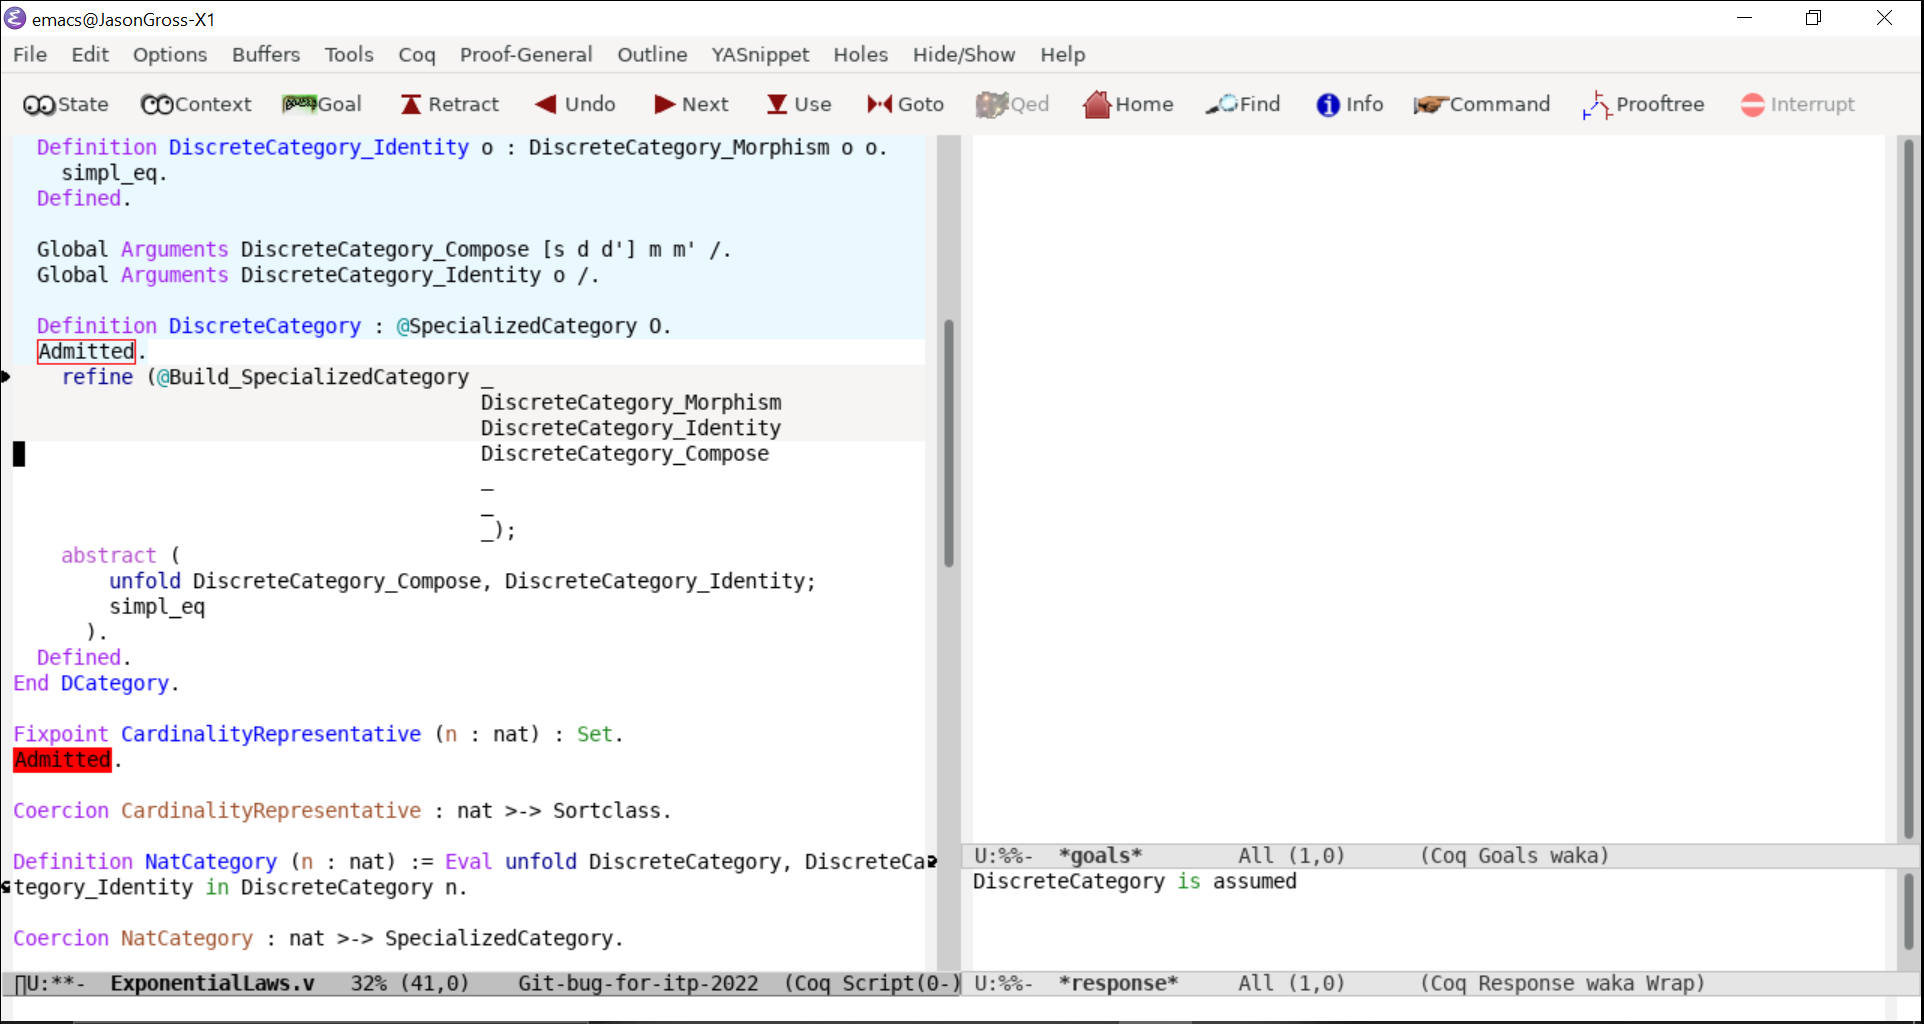 emacs@JasonGross-X1
File Edit Options Buffers Tools Coq Proof-General Outline YASnippet Holes Hide/Show Help
State Context Goal Retract Undo Next Use Goto Qed Home Find Info Command Prooftree Interrupt
Definition DiscreteCategory_Identity o : DiscreteCategory_Morphism o o.
simpl_eq.
Defined.
Global Arguments DiscreteCategory_Compose [s d d'] m m' /.
Global Arguments DiscreteCategory_Identity o /.
Definition DiscreteCategory : @SpecializedCategory O.
Admitted.
refine (@Build_SpecializedCategory _
DiscreteCategory_Morphism
DiscreteCategory_Identity
DiscreteCategory_Compose
_
_
_);
abstract (
unfold DiscreteCategory_Compose, DiscreteCategory_Identity;
simpl_eq
).
Defined.
End DCategory.
Fixpoint CardinalityRepresentative (n : nat) : Set.
Admitted.
Coercion CardinalityRepresentative : nat >-> Sortclass.
Definition NatCategory (n : nat) := Eval unfold DiscreteCategory, DiscreteCa
tegory_Identity in DiscreteCategory n.
Coercion NatCategory : nat >-> SpecializedCategory.
U:**- ExponentialLaws.v 32% (41,0) Git-bug-for-itp-2022 (Coq Script(0-)
U:%%- *goals* All (1,0) (Coq Goals waka)
DiscreteCategory is assumed
U:%%- *response* All (1,0) (Coq Response waka Wrap)